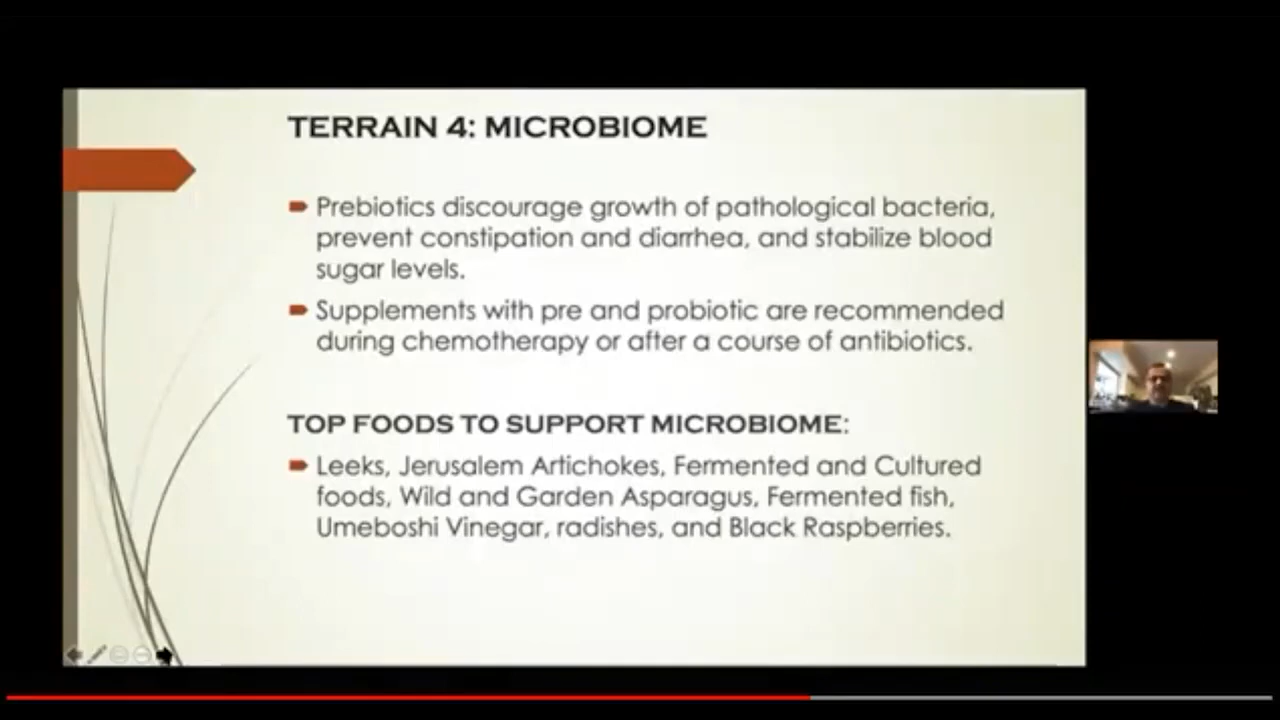 TERRAIN 4: MICROBIOME
Prebiotics discourage growth of pathological bacteria,
prevent constipation and diarrhea, and stabilize blood
sugar levels.
Supplements with pre and probiotic are recommended
during chemotherapy or after a course of antibiotics.
TOP FOODS TO SUPPORT MICROBIOME:
Leeks, Jerusalem Artichokes, Fermented and Cultured
foods, Wild and Garden Asparagus, Fermented fish,
Umeboshi Vinegar, radishes, and Black Raspberries.